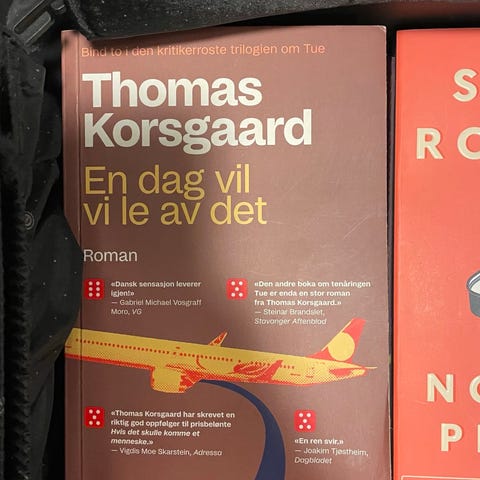 Bind to i den kritikerroste trilogien om Tue
Thomas
Korsgaard
En dag vil
vi le av det
Roman
«Dansk sensasjon leverer
igjen!»
— Gabriel Michael Vosgraff
Moro, VG
«Den andre boka om tenåringen
Tue er enda en stor roman
fra Thomas Korsgaard.»
— Steinar Brandslet,
Stavanger Aftenblad
«Thomas Korsgaard har skrevet en
riktig god oppfølger til prisbelønte
Hvis det skulle komme et
menneske.»
— Vigdis Moe Skarstein, Adressa
«En ren svir,»
— Joakim Tjøstheim,
Dagbladet
S
RO
NO
P